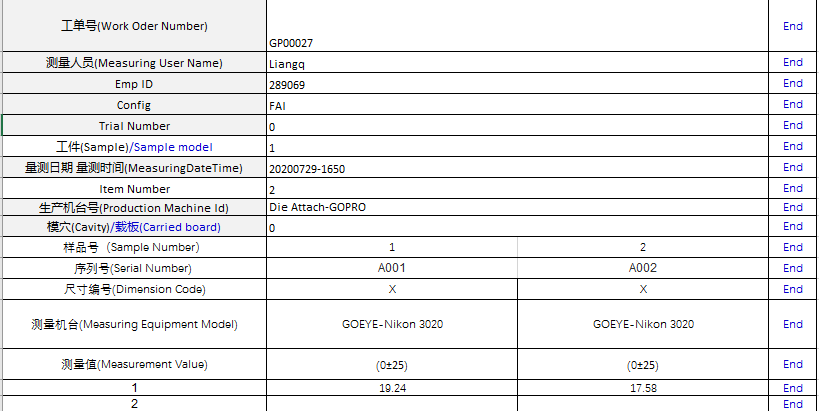 工单号(Work Oder Number) End
GP00027
测量人员(Measuring User Name) Liangq End
Emp ID 289069 End
Config FAI End
Trial Number 0 End
工件(Sample)/Sample model 1 End
量测日期 量测时间(MeasuringDateTime) 20200729-1650 End
Item Number 2 End
生产机台号(Production Machine Id) Die Attach-GOPRO End
模穴(Cavity)/载板(Carried board) 0 End
样品号（Sample Number） 1 2 End
序列号(Serial Number) A001 A002 End
尺寸编号(Dimension Code) X X End
测量机台(Measuring Equipment Model) GOEYE-Nikon 3020 GOEYE-Nikon 3020 End
测量值(Measurement Value) (0±25) (0±25) End
1 19.24 17.58 End
2 End